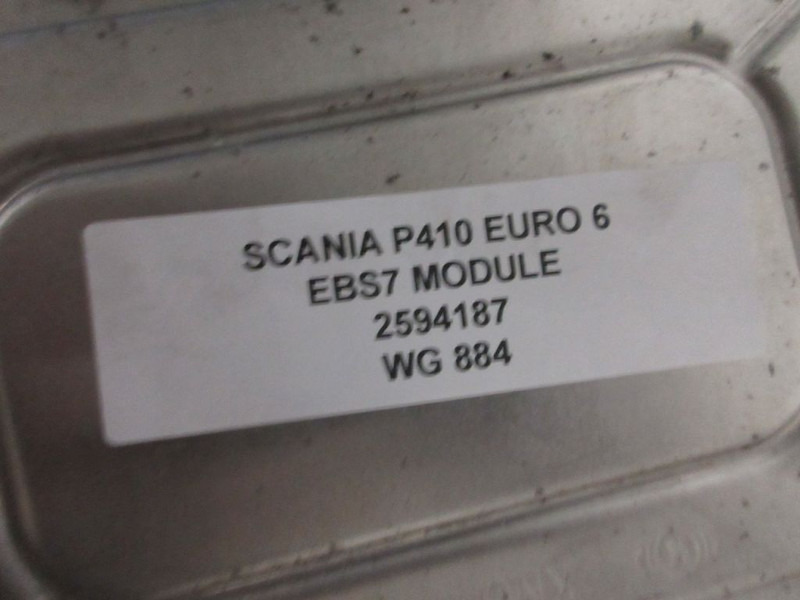 SCANIA P410 EURO 6
EBS7 MODULE
2594187
WG 884